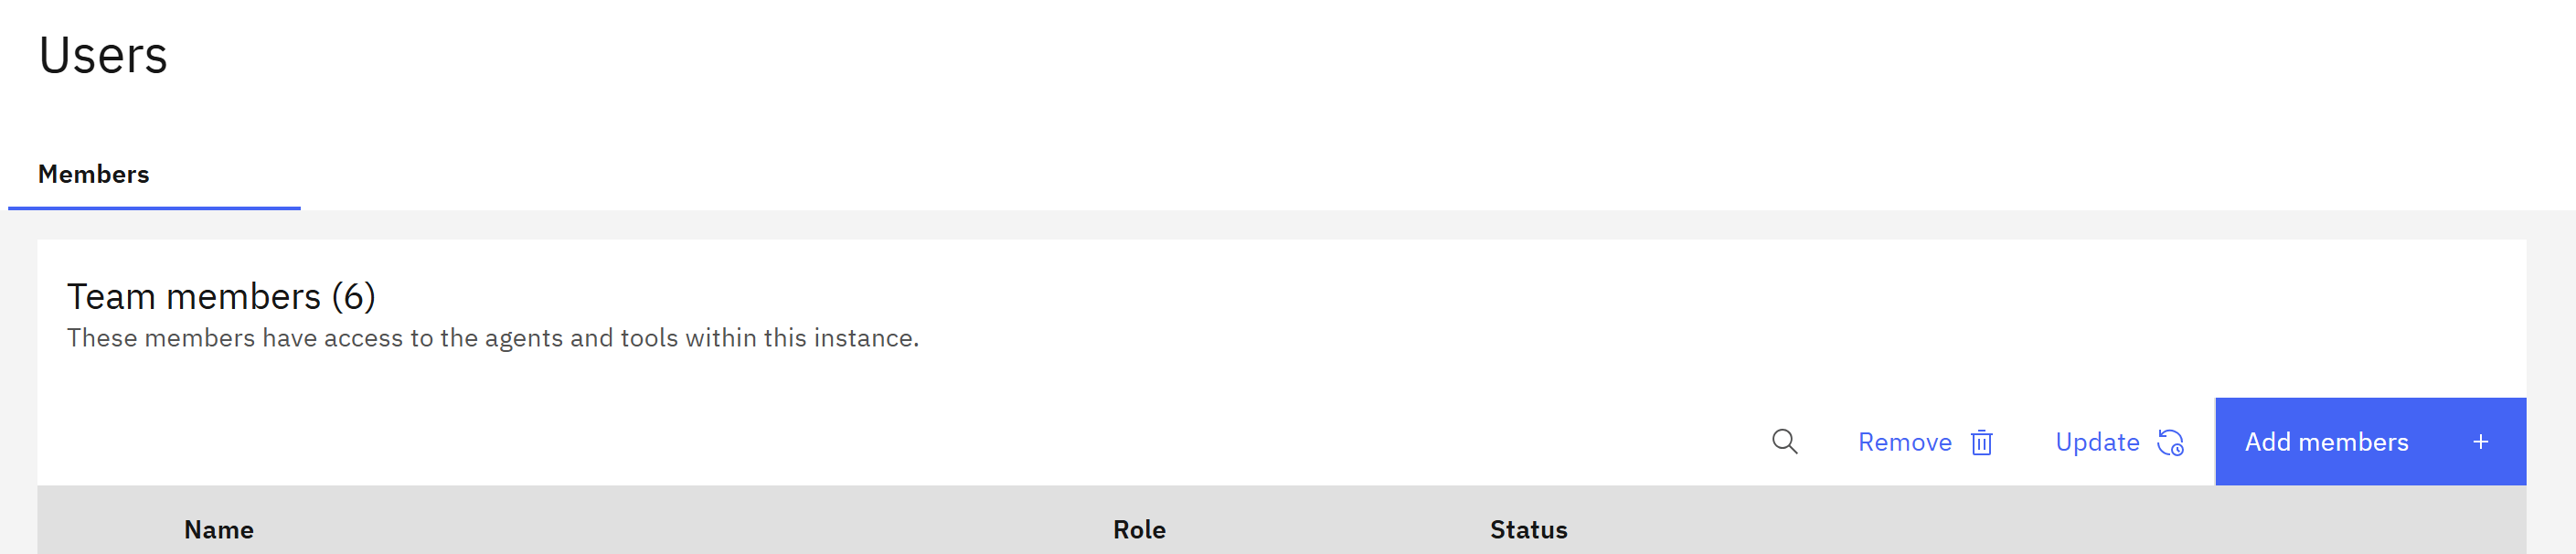 Users
Members
Team members (6)
These members have access to the agents and tools within this instance.
Remove Update Add members +
Name Role Status